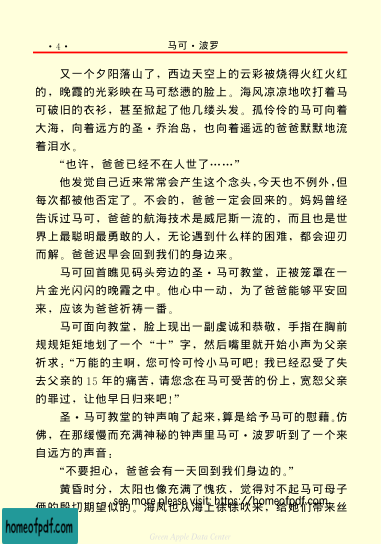 ·4·
马可·波罗
又一个夕阳落山了，西边天空上的云彩被烧得火红火红
的，晚霞的光彩映在马可愁懑的脸上。海风凉凉地吹打着马
可破旧的衣衫，甚至掀起了他几缕头发。孤伶伶的马可向着
大海，向着远方的圣·乔治岛，也向着遥远的爸爸默默地流
着泪水。
“也许，爸爸已经不在人世了……”
他发觉自己近来常常会产生这个念头，今天也不例外，但
每次都被他否定了。不会的，爸爸一定会回来的。妈妈曾经
告诉过马可，爸爸的航海技术是威尼斯一流的，而且也是世
界上最聪明最勇敢的人，无论遇到什么样的困难，都会迎刃
而解。爸爸迟早会回到我们的身边来。
马可回首瞧见码头旁边的圣·马可教堂，正被笼罩在一
片金光闪闪的晚霞之中。他心中一动，为了爸爸能够平安回
来，应该为爸爸祈祷一番。
马可面向教堂，脸上现出一副虔诚和恭敬，手指在胸前
规规矩矩地划了一个“十”字，然后嘴里就开始小声为父亲
祈求：“万能的主啊，您可怜可怜小马可吧！我已经忍受了失
去父亲的15年的痛苦，请您念在马可受苦的份上，宽恕父亲
的罪过，让他早日归来吧！”
圣·马可教堂的钟声响了起来，算是给予马可的慰藉。仿
佛，在那缓慢而充满神秘的钟声里马可·波罗听到了一个来
自远方的声音：
“不要担心，爸爸会有一天回到我们身边的。”
黄昏时分，太阳也像充满了愧疚，觉得对不起马可母子
俩的殷切期望似的。海风也从海上徐徐吹来，给她们带来丝
see more please visit: https://homeofpdf.com
homeofpdf.com
Green Apple Data Center